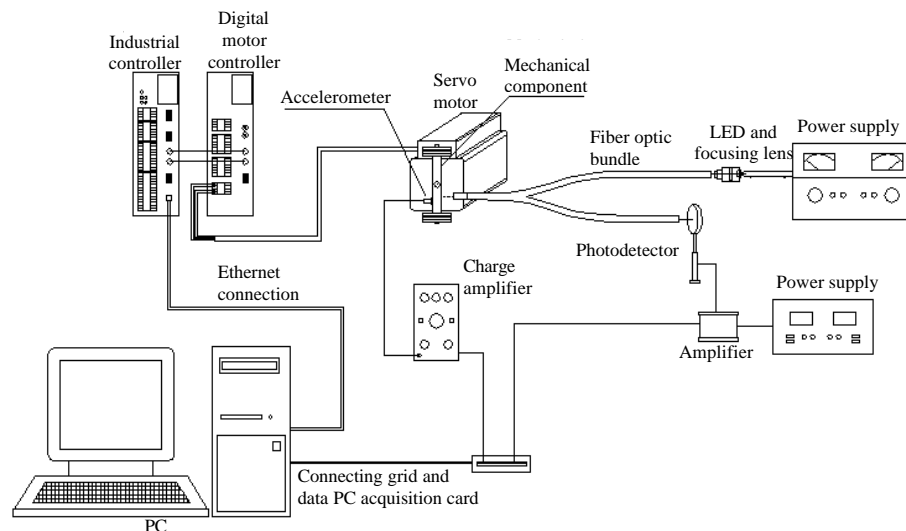 Digital
motor
controller
Industrial
controller
Servo
motor
Mechanical
component
Accelerometer
Fiber optic
bundle
LED and
focusing lens
Power supply
Photodetector
Ethernet
connection
Charge
amplifier
Power supply
Amplifier
Connecting grid and
data PC acquisition card
PC